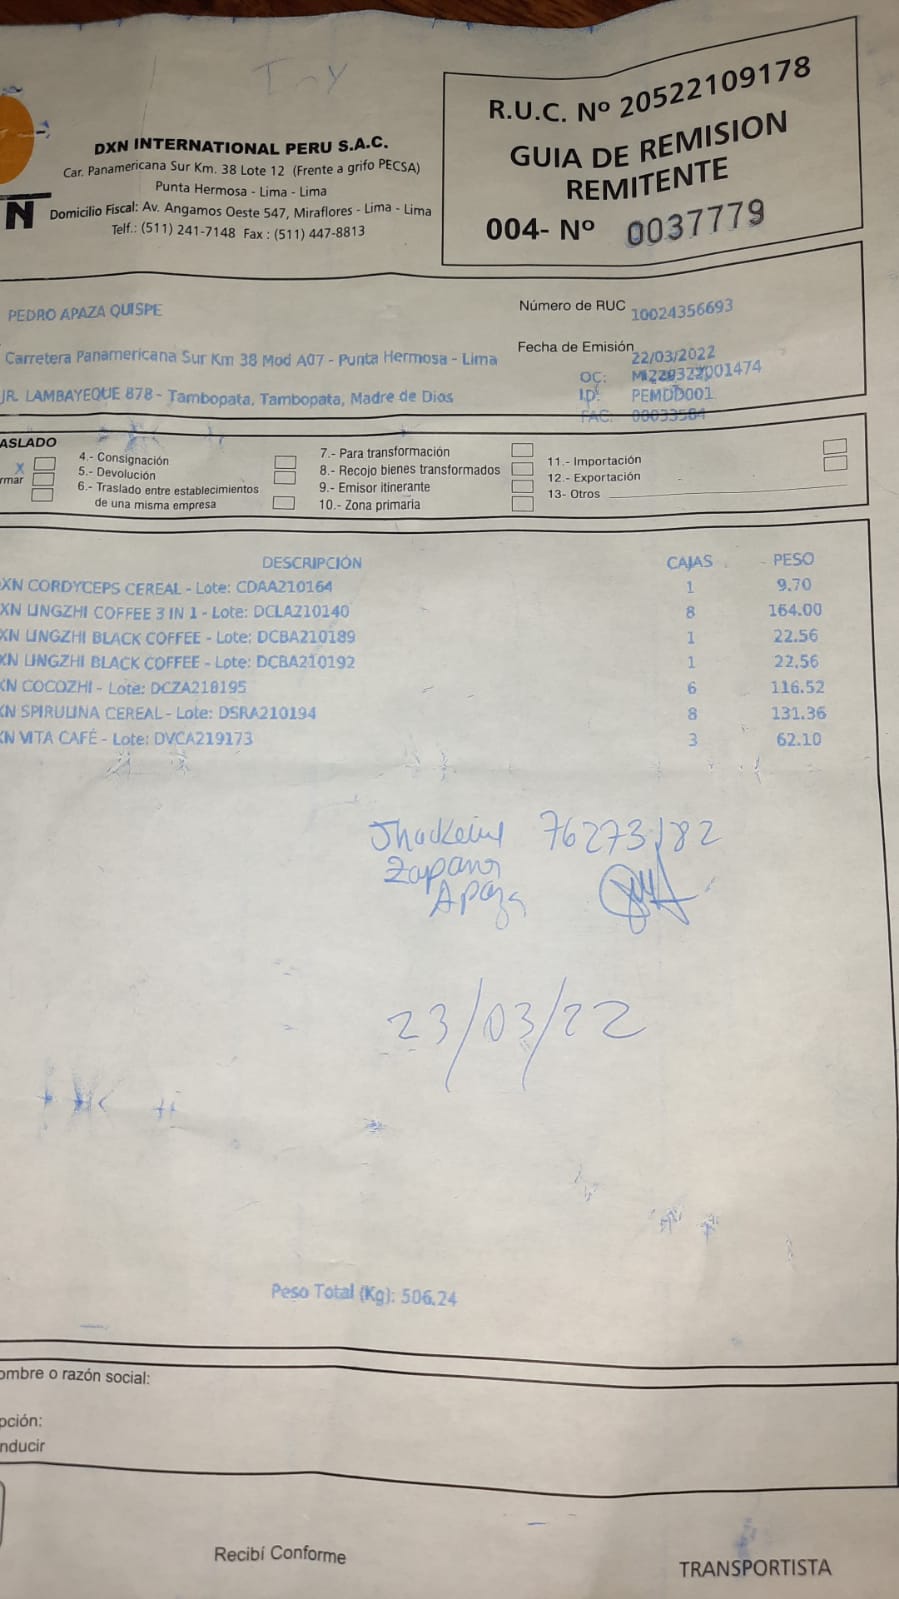 DXN INTERNATIONAL PERU S.A.C.
Car. Panamericana Sur Km. 38 Lote 12 (Frente a grifo PECSA)
Punta Hermosa - Lima - Lima
Domicilio Fiscal: Av. Angamos Oeste 547, Miraflores - Lima - Lima
Telf.: (511) 241-7148 Fax : (511) 447-8813
N
R.U.C. Nº 20522109178
GUIA DE REMISION
REMITENTE
004- Nº 0037779
PEDRO APAZA QUISPE
Número de RUC 10024356693
Carretera Panamericana Sur Km 38 Mod A07 - Punta Hermosa - Lima
Fecha de Emisión 22/03/2022
OC: MI220322001474
JR. LAMBAYEQUE 878 - Tambopata, Tambopata, Madre de Dios
I.D: PEMDD001
FAC: 00033584
ASLADO
X
rmar
4.- Consignación
5.- Devolución
6.- Traslado entre establecimientos
de una misma empresa
7.- Para transformación
8.- Recojo bienes transformados
9.- Emisor itinerante
10.- Zona primaria
11.- Importación
12.- Exportación
13- Otros
DESCRIPCIÓN CAJAS PESO
XN CORDYCEPS CEREAL - Lote: CDAA210164 1 9.70
XN LINGZHI COFFEE 3 IN 1 - Lote: DCLA210140 8 164.00
XN LINGZHI BLACK COFFEE - Lote: DCBA210189 1 22.56
XN LINGZHI BLACK COFFEE - Lote: DCBA210192 1 22.56
XN COCOZHI - Lote: DCZA218195 6 116.52
XN SPIRULINA CEREAL - Lote: DSRA210194 8 131.36
XN VITA CAFÉ - Lote: DVCA219173 3 62.10
76273182
Zapana
Apaza
23/03/22
Peso Total (Kg): 506.24
ombre o razón social:
pción:
nducir
Recibí Conforme
TRANSPORTISTA